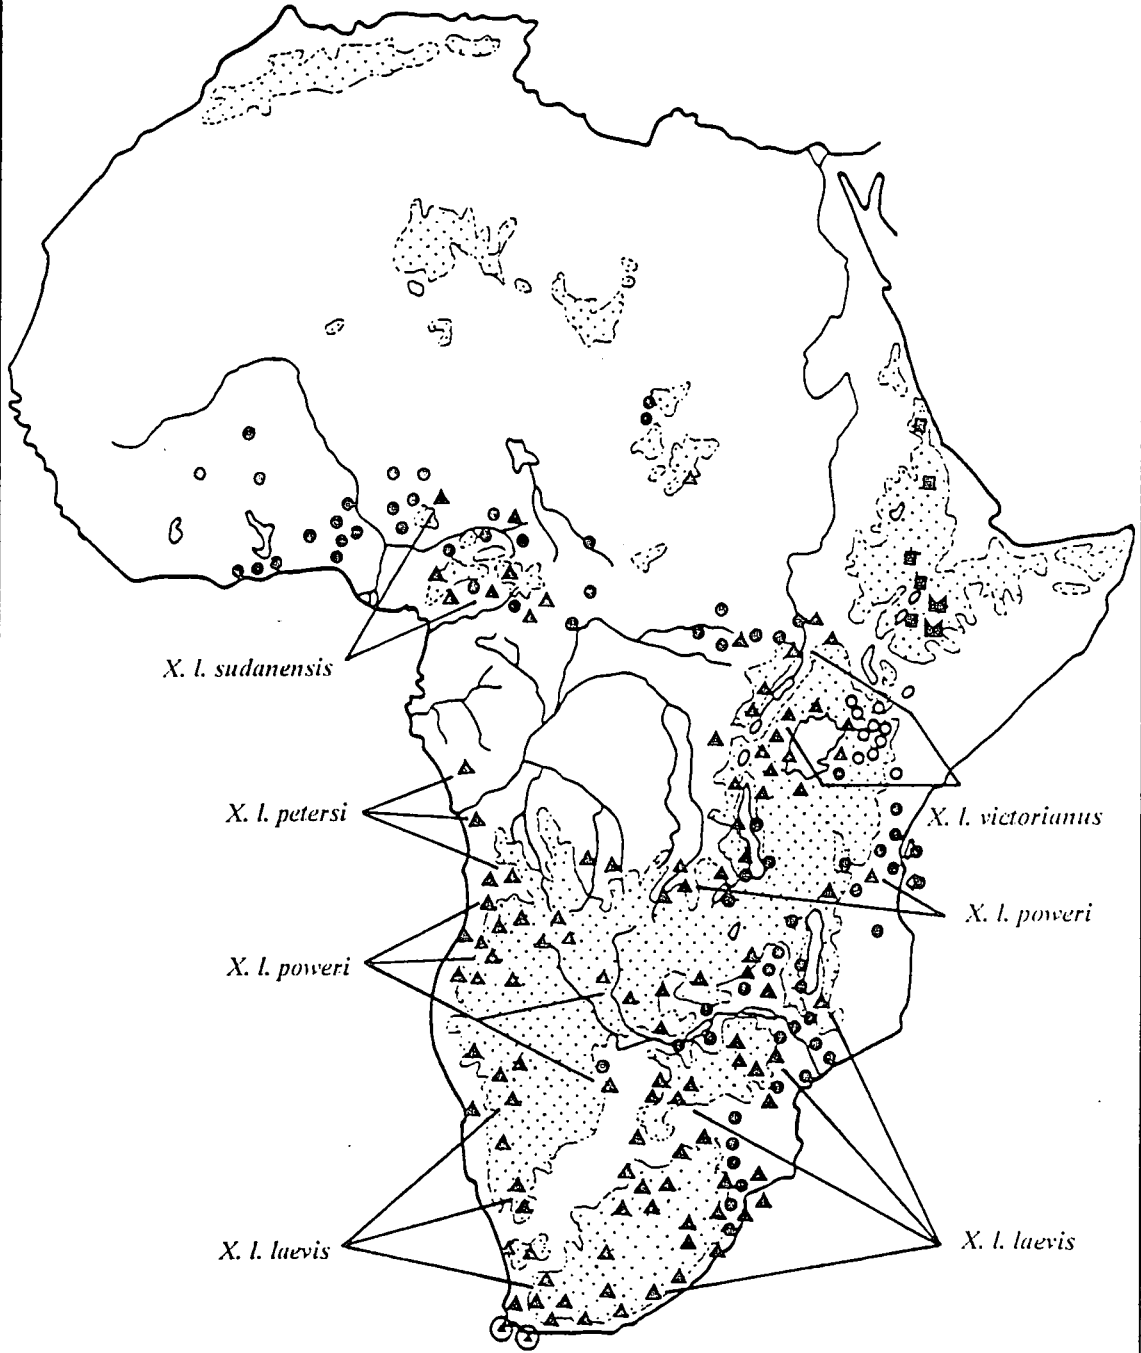 X. l. sudanensis
X. l. petersi
X. l. victorianus
X. l. poweri
X. l. poweri
X. l. laevis
X. l. laevis